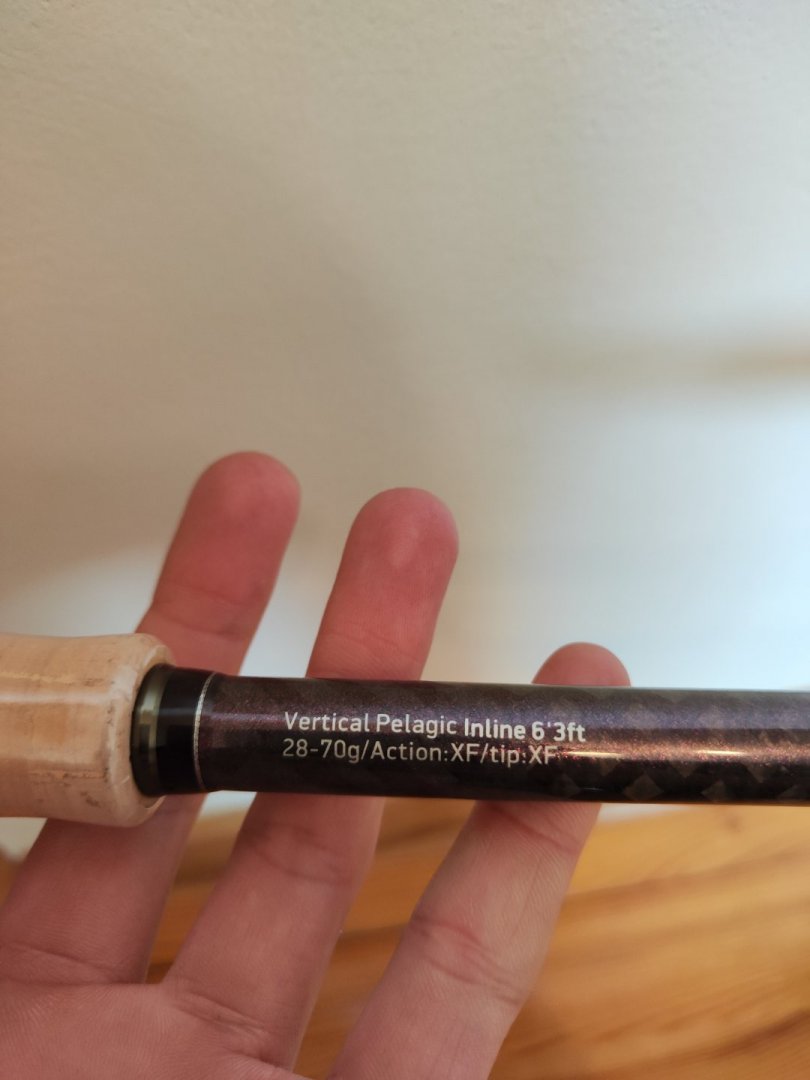 Vertical Pelagic Inline 6'3ft
28-70g/Action:XF/tip:XF